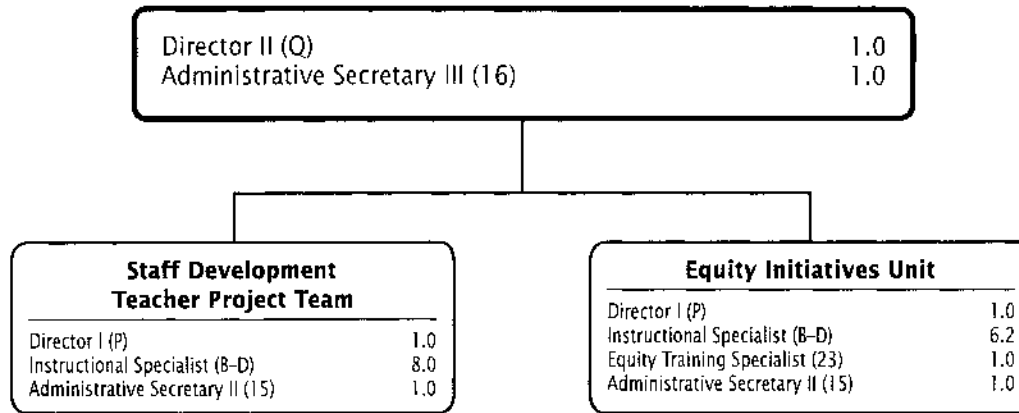 Director II (Q) 1.0
Administrative Secretary III (16) 1.0
Staff Development
Teacher Project Team
Director I (P) 1.0
Instructional Specialist (B–D) 8.0
Administrative Secretary II (15) 1.0
Equity Initiatives Unit
Director I (P) 1.0
Instructional Specialist (B–D) 6.2
Equity Training Specialist (23) 1.0
Administrative Secretary II (15) 1.0